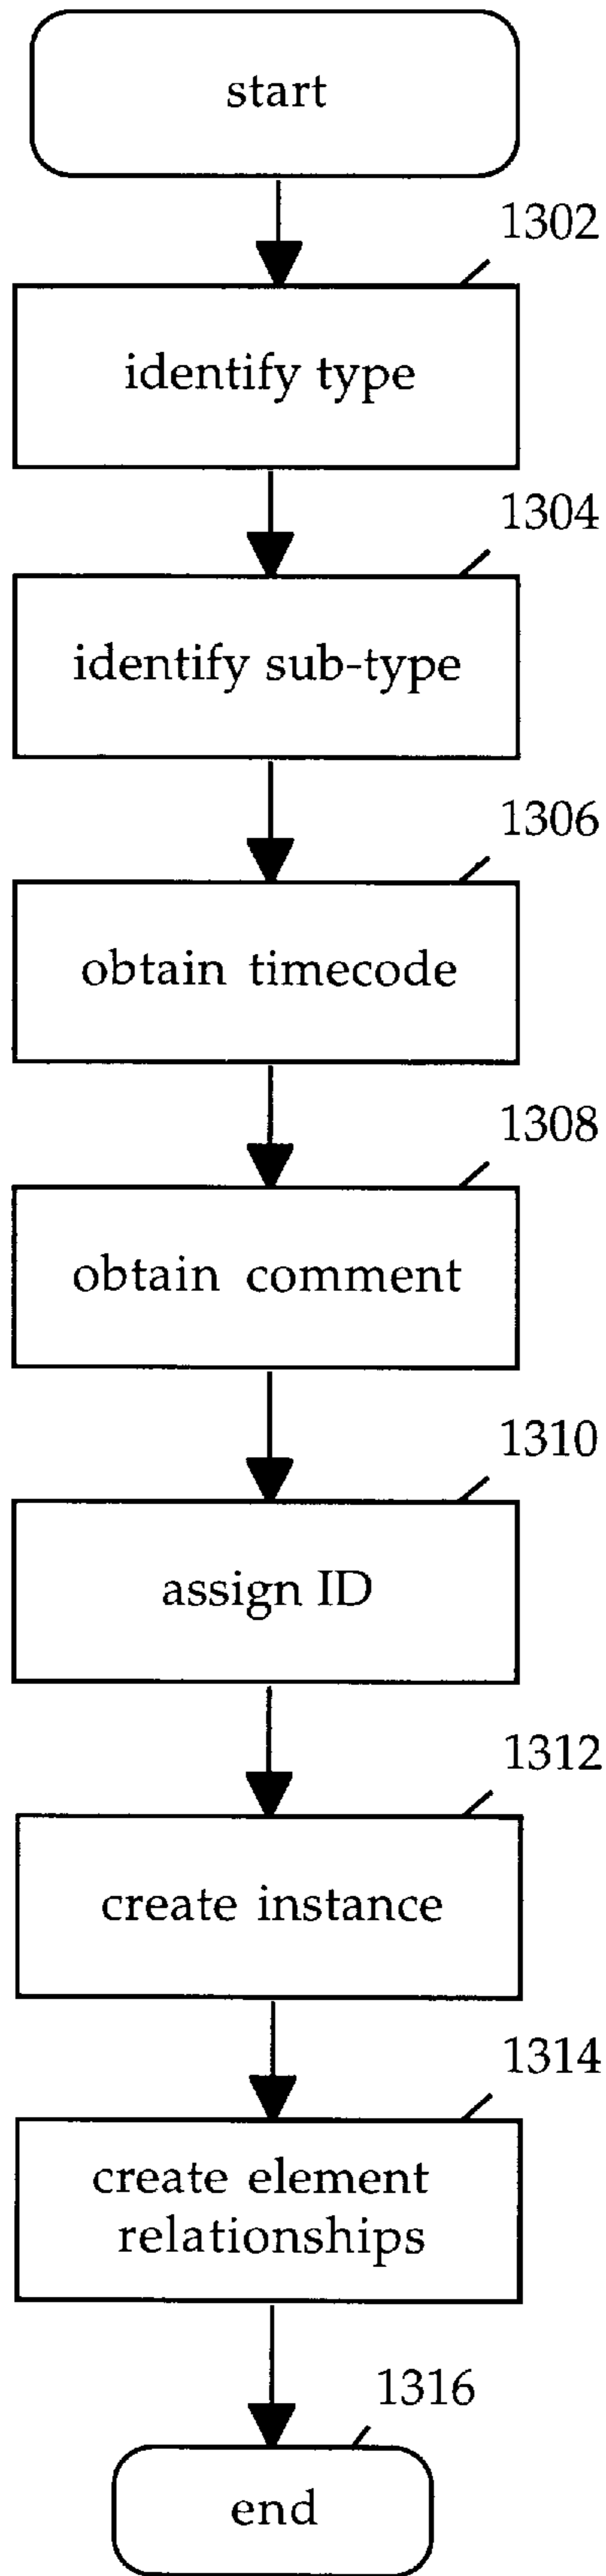 start
1302
identify type
1304
identify sub-type
1306
obtain timecode
1308
obtain comment
1310
assign ID
1312
create instance
1314
create element
relationships
1316
end